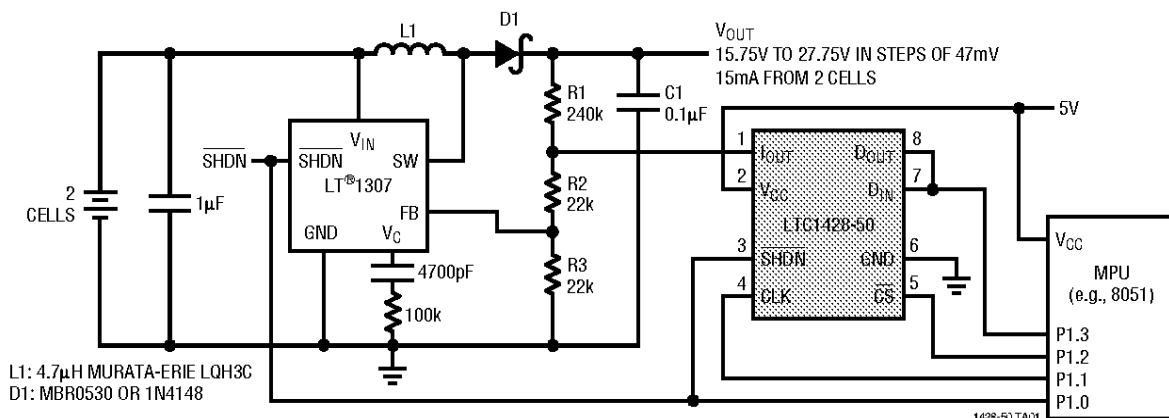 L1
D1
VOUT
15.75V TO 27.75V IN STEPS OF 47mV
15mA FROM 2 CELLS
R1
240k
C1
0.1µF
5V
VIN
SHDN
SHDN
SW
LT®1307
2
CELLS
1µF
FB
GND
VC
R2
22k
4700pF
R3
22k
100k
1
IOUT
DOUT
8
2
VCC
DIN
7
LTC1428-50
3
SHDN
GND
6
4
CLK
CS
5
VCC
MPU
(e.g., 8051)
P1.3
P1.2
P1.1
P1.0
L1: 4.7µH MURATA-ERIE LQH3C
D1: MBR0530 OR 1N4148
1428-50 TA01